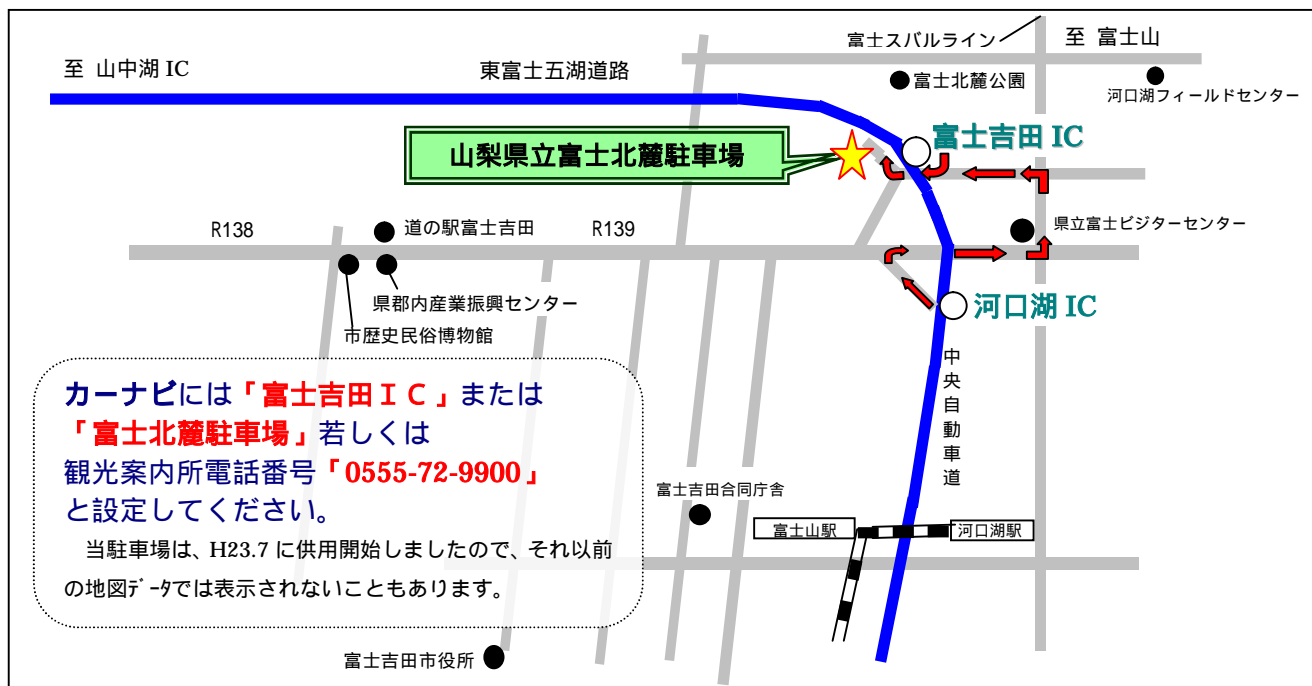 富士スバルライン
至 富士山
至 山中湖 IC
東富士五湖道路
富士北麓公園
河口湖フィールドセンター
富士吉田 IC
山梨県立富士北麓駐車場
県立富士ビジターセンター
R138
道の駅富士吉田
R139
県郡内産業振興センター
市歴史民俗博物館
河口湖 IC
中央自動車道
カーナビには「富士吉田ＩＣ」または
「富士北麓駐車場」若しくは
観光案内所電話番号「0555-72-9900」
と設定してください。
当駐車場は、H23.7 に供用開始しましたので、それ以前
の地図ﾃﾞｰﾀでは表示されないこともあります。
富士吉田合同庁舎
富士山駅
河口湖駅
富士吉田市役所